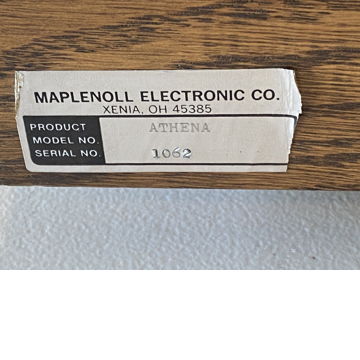 MAPLENOLL ELECTRONIC CO.
XENIA, OH 45385
PRODUCT ATHENA
MODEL NO.
SERIAL NO. 1062